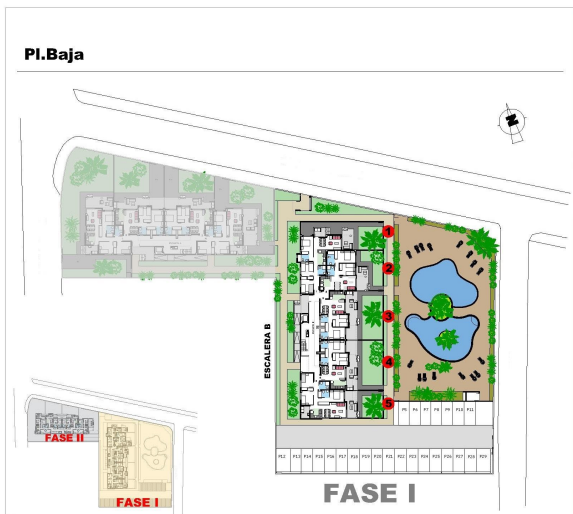 Pl.Baja
N
1
2
3
4
5
ESCALERA B
P5 P6 P7 P8 P9 P10 P11
P12 P13 P14 P15 P16 P17 P18 P19 P20 P21 P22 P23 P24 P25 P26 P27 P28 P29
FASE II
FASE I
FASE I